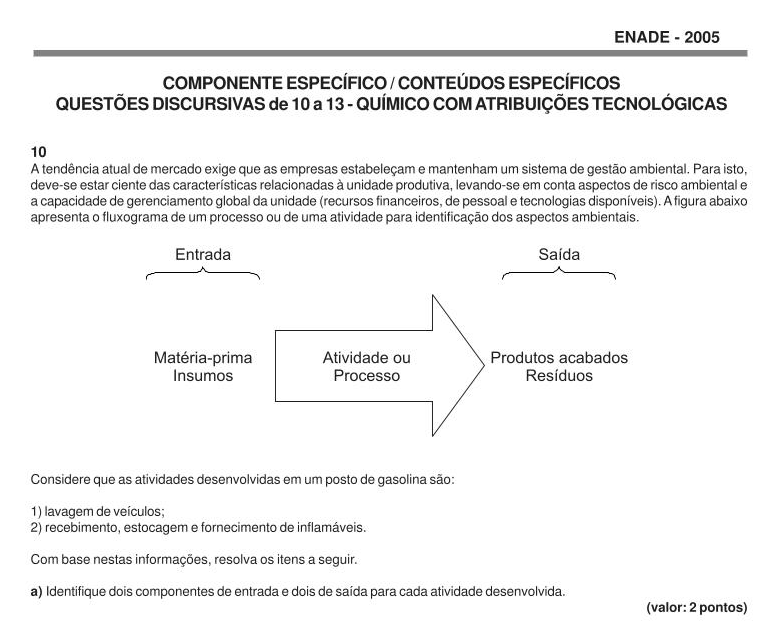 ENADE - 2005
COMPONENTE ESPECÍFICO / CONTEÚDOS ESPECÍFICOS
QUESTÕES DISCURSIVAS de 10 a 13 - QUÍMICO COM ATRIBUIÇÕES TECNOLÓGICAS
10
A tendência atual de mercado exige que as empresas estabeleçam e mantenham um sistema de gestão ambiental. Para isto,
deve-se estar ciente das características relacionadas à unidade produtiva, levando-se em conta aspectos de risco ambiental e
a capacidade de gerenciamento global da unidade (recursos financeiros, de pessoal e tecnologias disponíveis). A figura abaixo
apresenta o fluxograma de um processo ou de uma atividade para identificação dos aspectos ambientais.
Entrada
Saída
Matéria-prima
Insumos
Atividade ou
Processo
Produtos acabados
Resíduos
Considere que as atividades desenvolvidas em um posto de gasolina são:
1) lavagem de veículos;
2) recebimento, estocagem e fornecimento de inflamáveis.
Com base nestas informações, resolva os itens a seguir.
a) Identifique dois componentes de entrada e dois de saída para cada atividade desenvolvida.
(valor: 2 pontos)